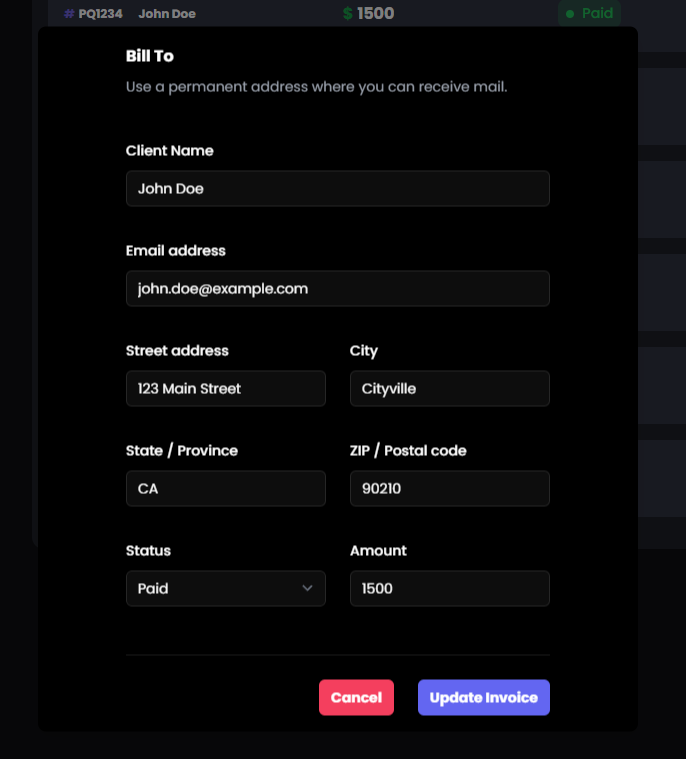 # PQ1234 John Doe $ 1500 Paid
Bill To
Use a permanent address where you can receive mail.
Client Name
John Doe
Email address
john.doe@example.com
Street address City
123 Main Street Cityville
State / Province ZIP / Postal code
CA 90210
Status Amount
Paid 1500
Cancel Update Invoice